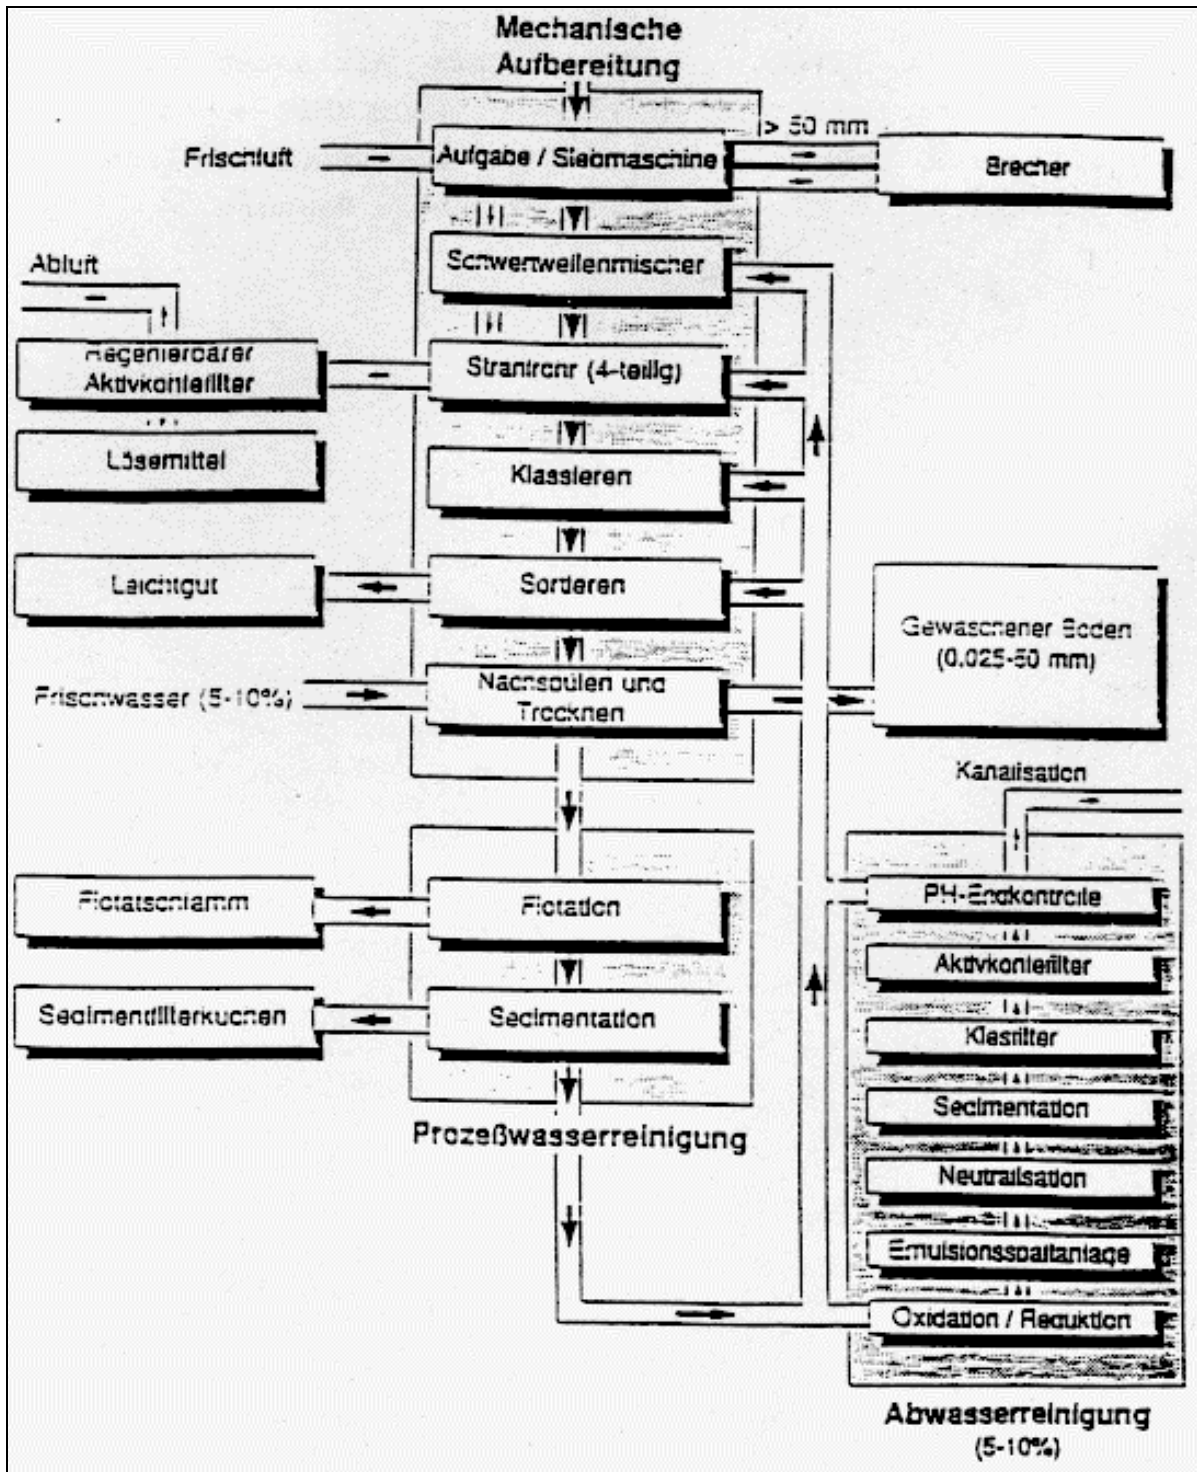 Mechanische
Aufbereitung
> 50 mm
Frischluft
Aufgabe / Siebmaschine
Brecher
Schwertwellenmischer
Abluft
Regenierbarer
Aktivkohlefilter
Strahlrohr (4-teilig)
Lösemittel
Klassieren
Leichtgut
Sortieren
Gewaschener Boden
(0.025-50 mm)
Frischwasser (5-10%)
Nachspülen und
Trocknen
Kanalisation
Flotatschlamm
Flotation
PH-Endkontrolle
Aktivkohlefilter
Sedimentfilterkuchen
Sedimentation
Kiesfilter
Sedimentation
Prozeßwasserreinigung
Neutralisation
Emulsionsspaltanlage
Oxidation / Reduktion
Abwasserreinigung
(5-10%)